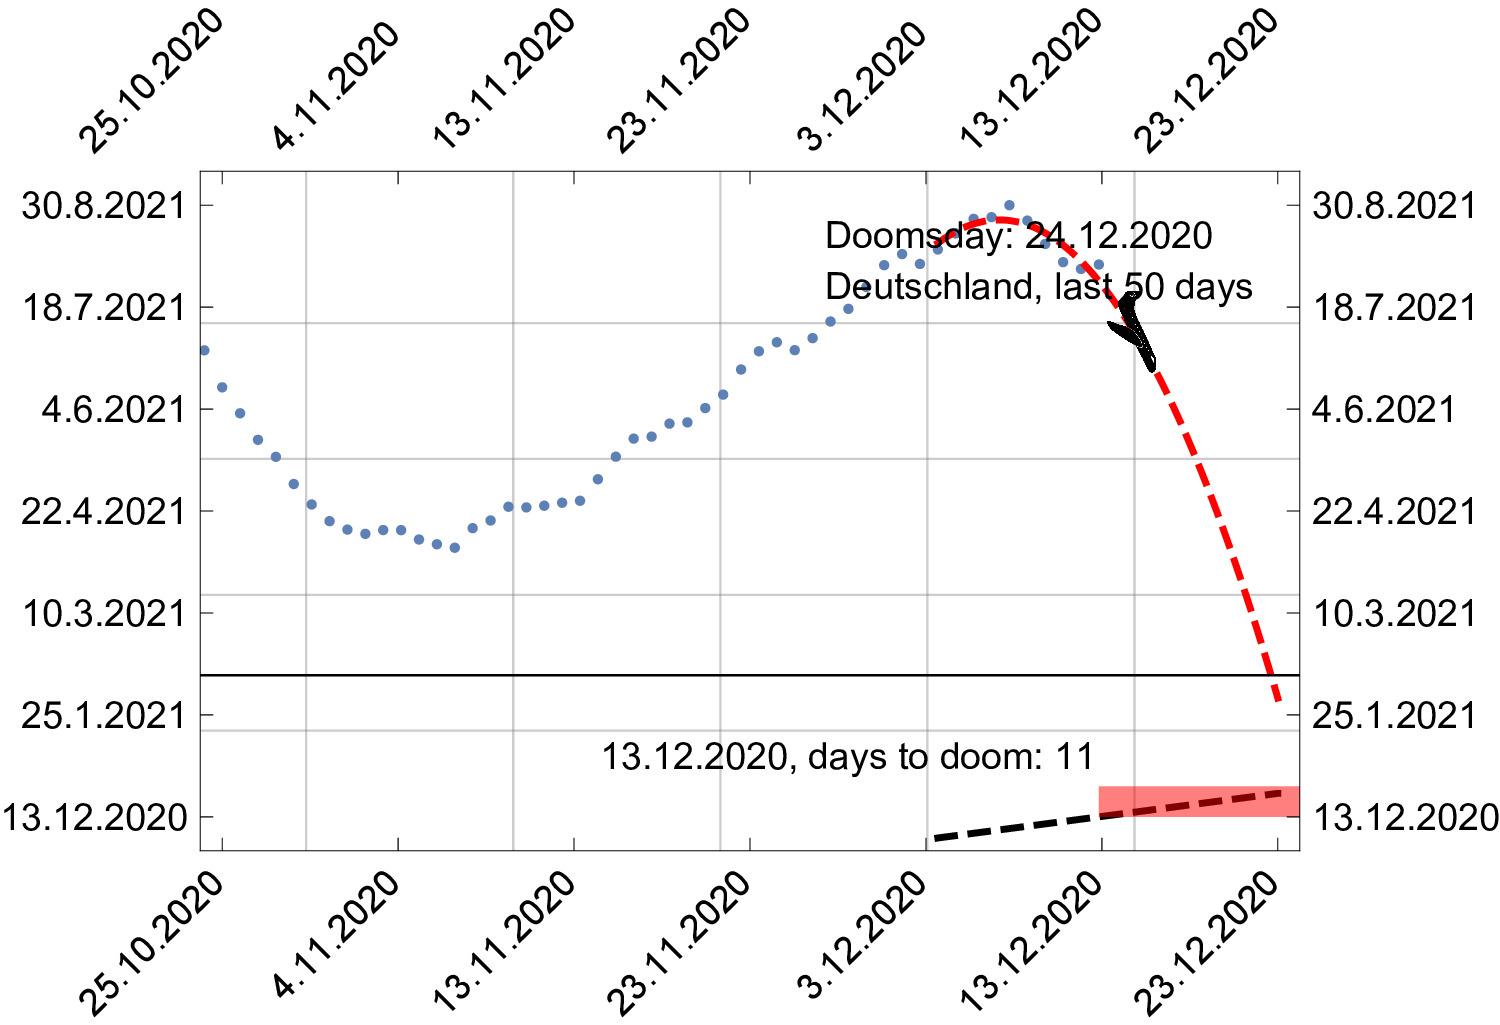 25.10.2020 4.11.2020 13.11.2020 23.11.2020 3.12.2020 13.12.2020 23.12.2020
30.8.2021 30.8.2021
Doomsday: 24.12.2020
Deutschland, last 50 days
18.7.2021 18.7.2021
4.6.2021 4.6.2021
22.4.2021 22.4.2021
10.3.2021 10.3.2021
25.1.2021 25.1.2021
13.12.2020, days to doom: 11
13.12.2020 13.12.2020
25.10.2020 4.11.2020 13.11.2020 23.11.2020 3.12.2020 13.12.2020 23.12.2020